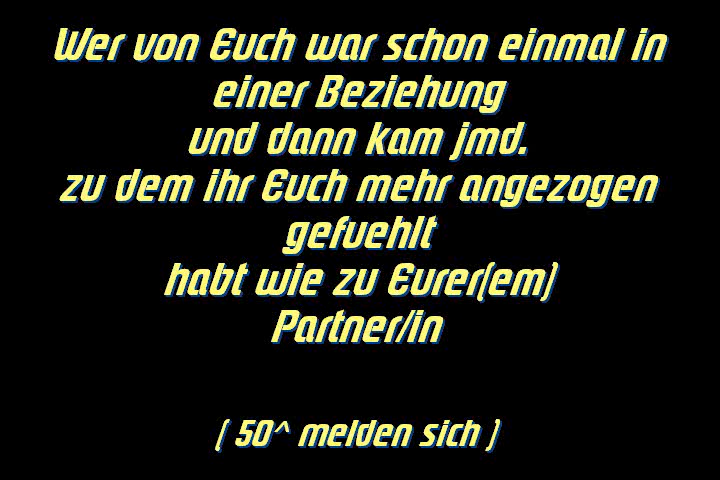 Wer von Euch war schon einmal in
einer Beziehung
und dann kam jmd.
zu dem ihr Euch mehr angezogen
gefuehlt
habt wie zu Eurer(em)
Partner/in
( 50^ melden sich )